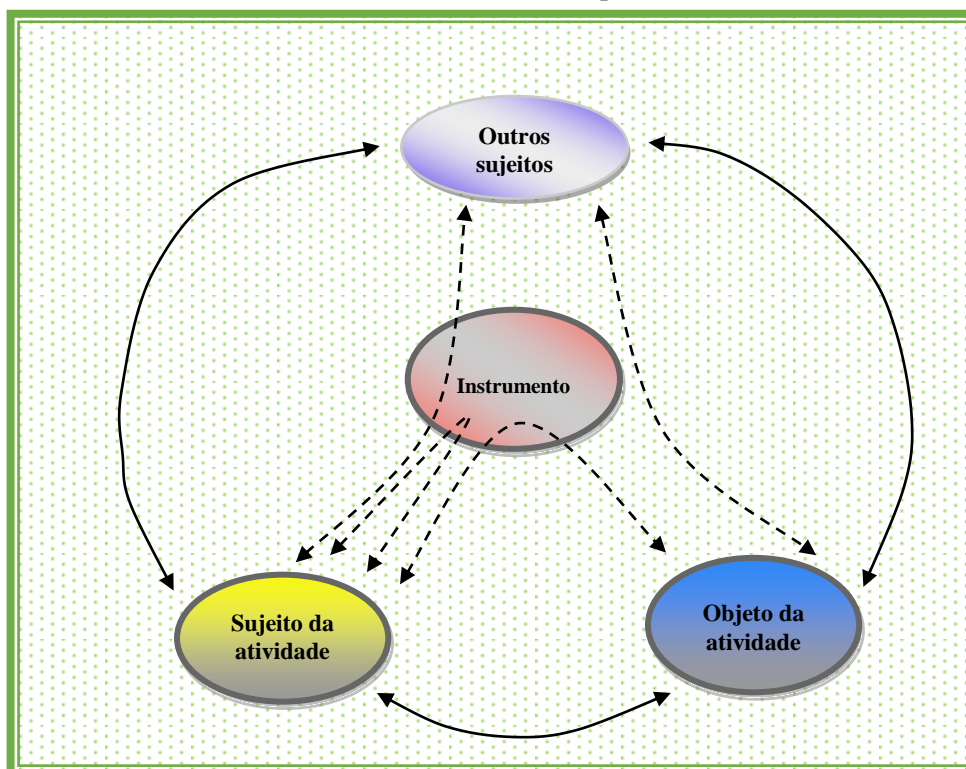 Outros
sujeitos
Instrumento
Sujeito da
atividade
Objeto da
atividade